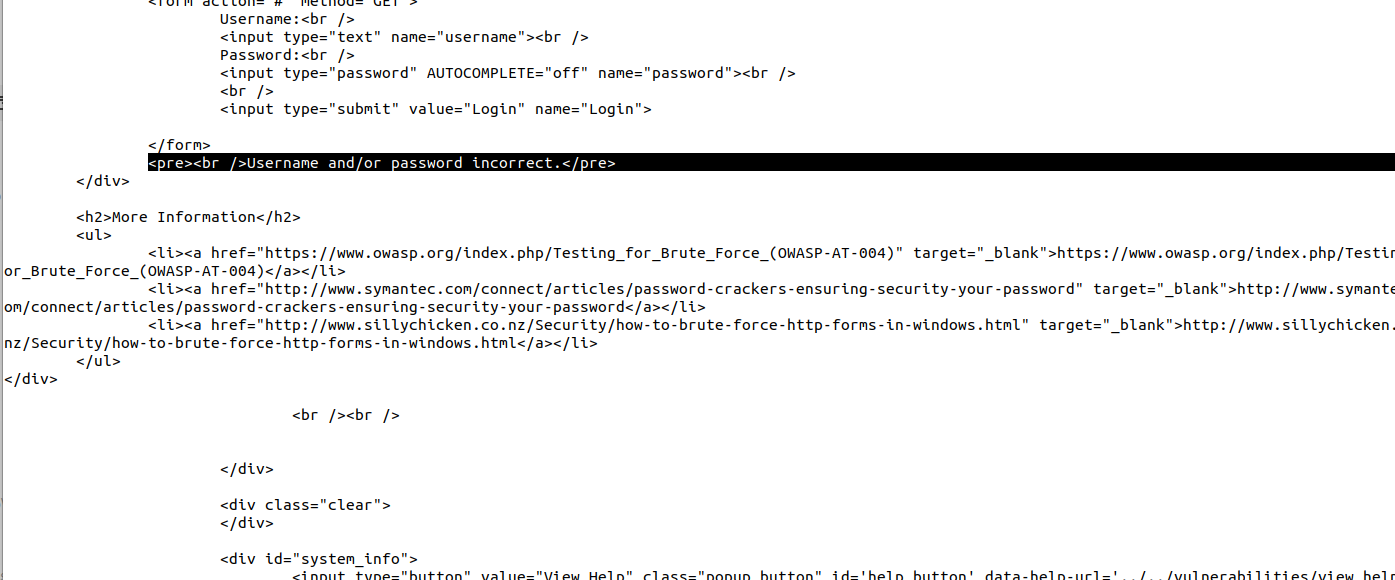 <form action="#" method="GET">
Username:<br />
<input type="text" name="username"><br />
Password:<br />
<input type="password" AUTOCOMPLETE="off" name="password"><br />
<br />
<input type="submit" value="Login" name="Login">
</form>
<pre><br />Username and/or password incorrect.</pre>
</div>
<h2>More Information</h2>
<ul>
<li><a href="https://www.owasp.org/index.php/Testing_for_Brute_Force_(OWASP-AT-004)" target="_blank">https://www.owasp.org/index.php/Testin
or_Brute_Force_(OWASP-AT-004)</a></li>
<li><a href="http://www.symantec.com/connect/articles/password-crackers-ensuring-security-your-password" target="_blank">http://www.symante
om/connect/articles/password-crackers-ensuring-security-your-password</a></li>
<li><a href="http://www.sillychicken.co.nz/Security/how-to-brute-force-http-forms-in-windows.html" target="_blank">http://www.sillychicken.
nz/Security/how-to-brute-force-http-forms-in-windows.html</a></li>
</ul>
</div>
<br /><br />
</div>
<div class="clear">
</div>
<div id="system_info">
<input type="button" value="View Help" class="popup_button" id='help_button' data-help-url='../../vulnerabilities/view_help